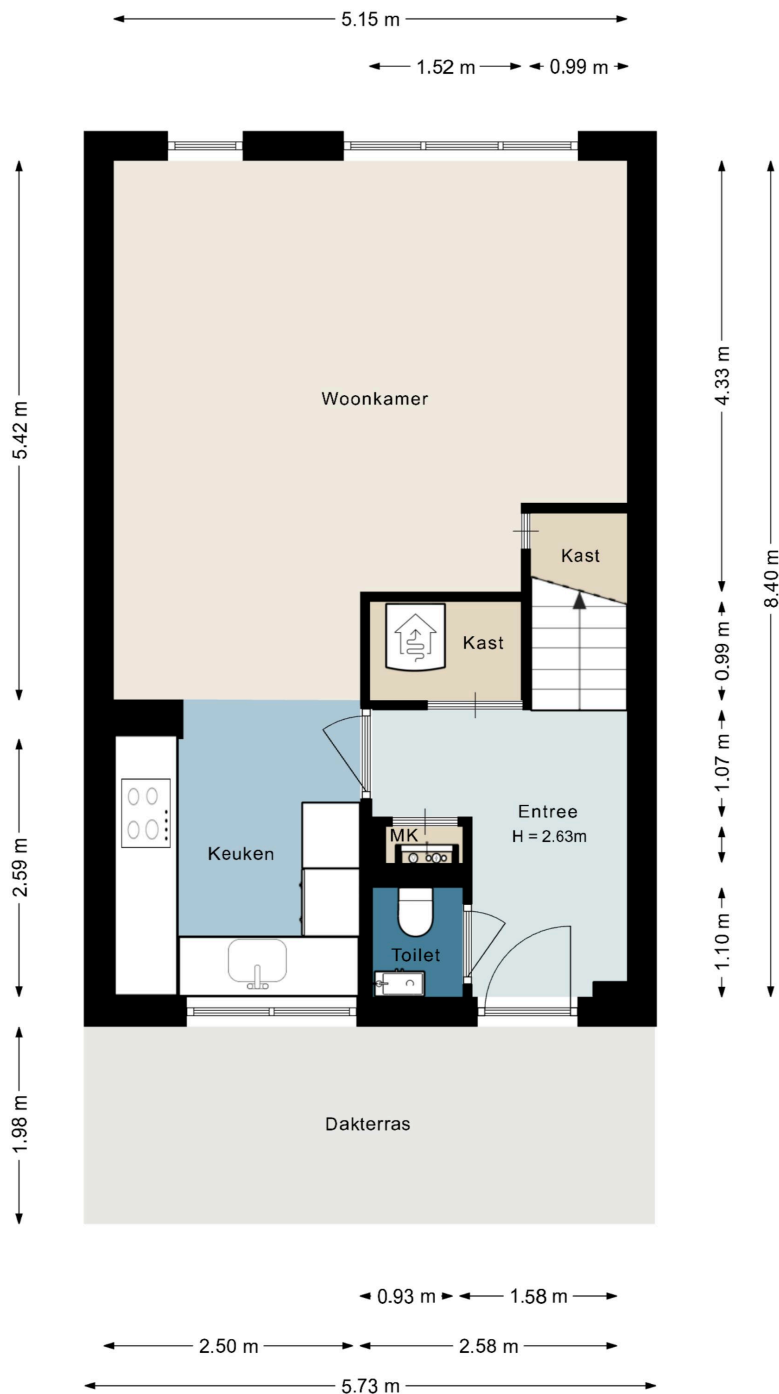 5.15 m
1.52 m
0.99 m
5.42 m
4.33 m
8.40 m
Woonkamer
Kast
Kast
0.99 m
1.07 m
Entree
H = 2.63m
MK
Keuken
2.59 m
Toilet
1.10 m
1.98 m
Dakterras
0.93 m
1.58 m
2.50 m
2.58 m
5.73 m